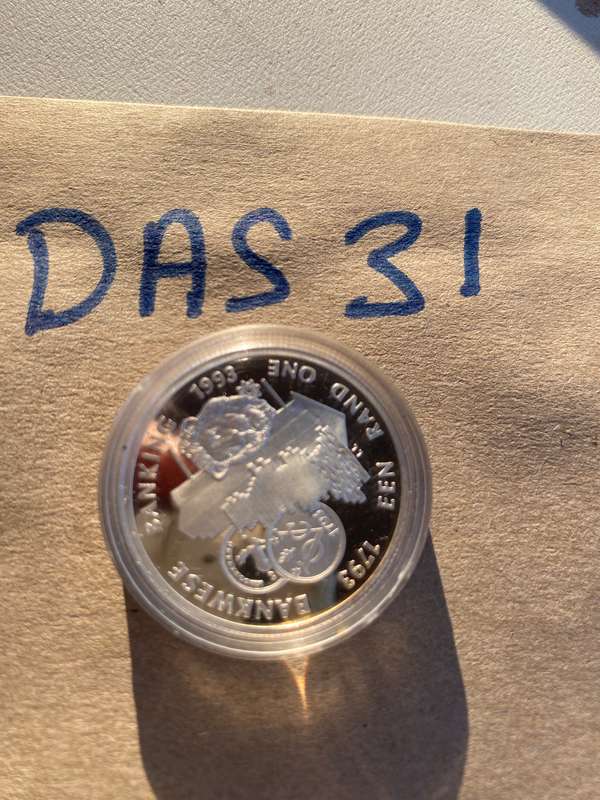 DAS 31
BANKING 1993
EEN RAND ONE
1793
BANKWESE